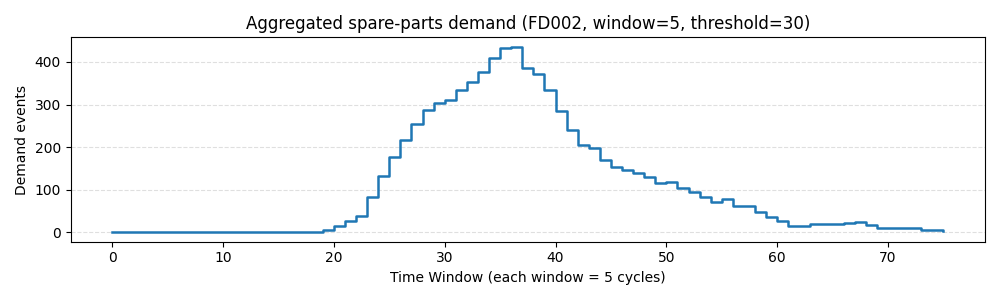 Aggregated spare-parts demand (FD002, window=5, threshold=30)
Demand events
400
300
200
100
0
0 10 20 30 40 50 60 70
Time Window (each window = 5 cycles)